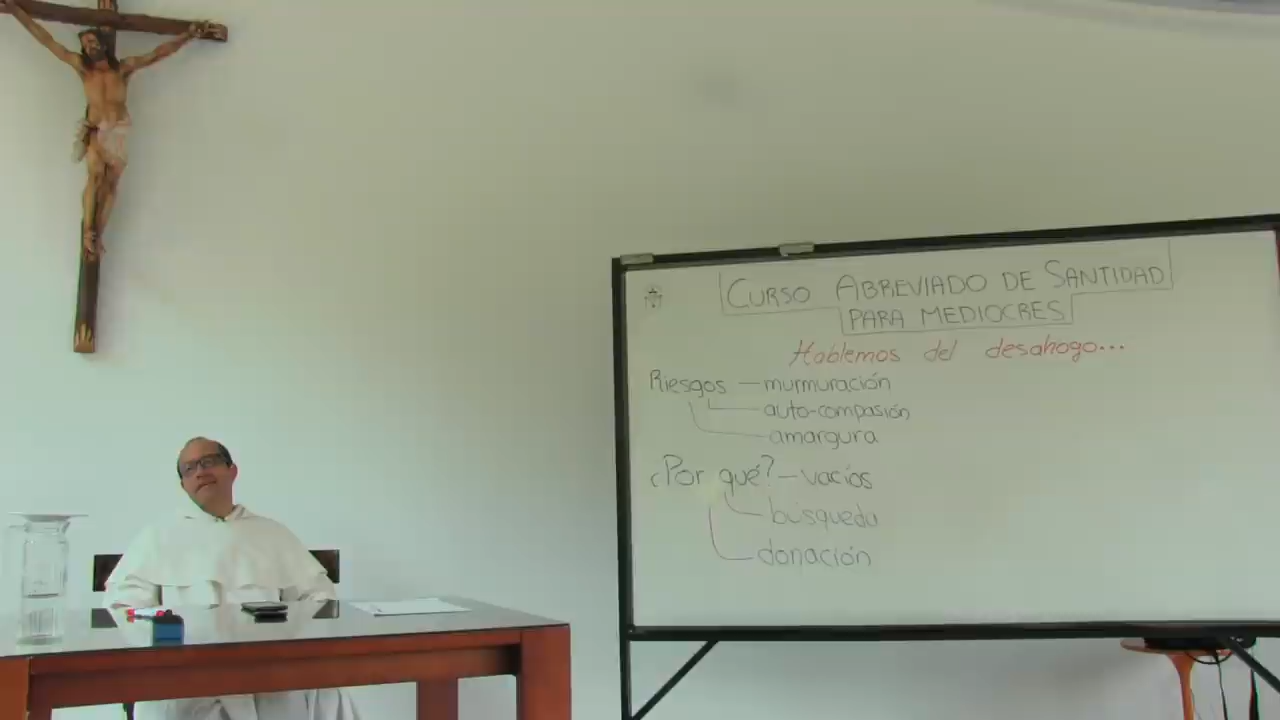 CURSO ABREVIADO DE SANTIDAD
PARA MEDIOCRES
Hablemos del desahogo...
Riesgos — murmuración
auto-compasión
amargura
¿Por qué? — vacíos
búsqueda
donación